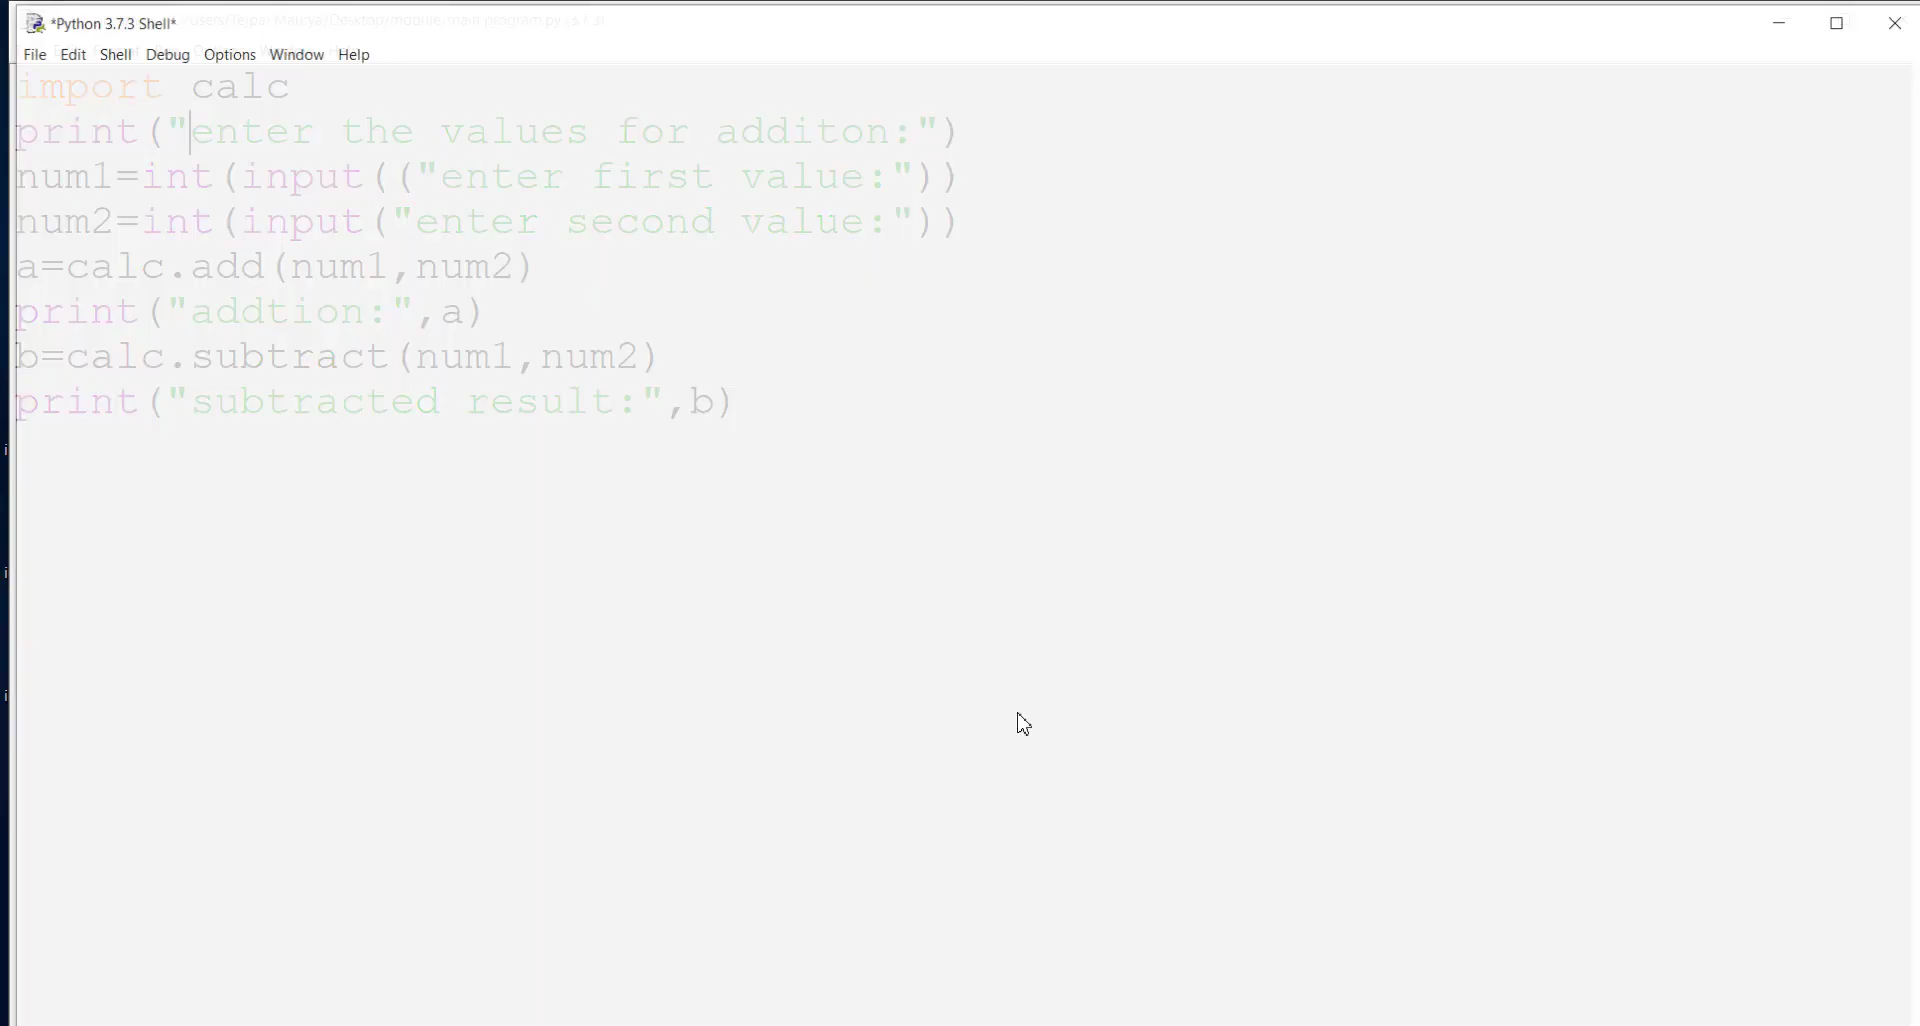 *Python 3.7.3 Shell*
File Edit Shell Debug Options Window Help
import calc
print("enter the values for additon:")
num1=int(input(("enter first value:"))
num2=int(input("enter second value:"))
a=calc.add(num1,num2)
print("addtion:",a)
b=calc.subtract(num1,num2)
print("subtracted result:",b)